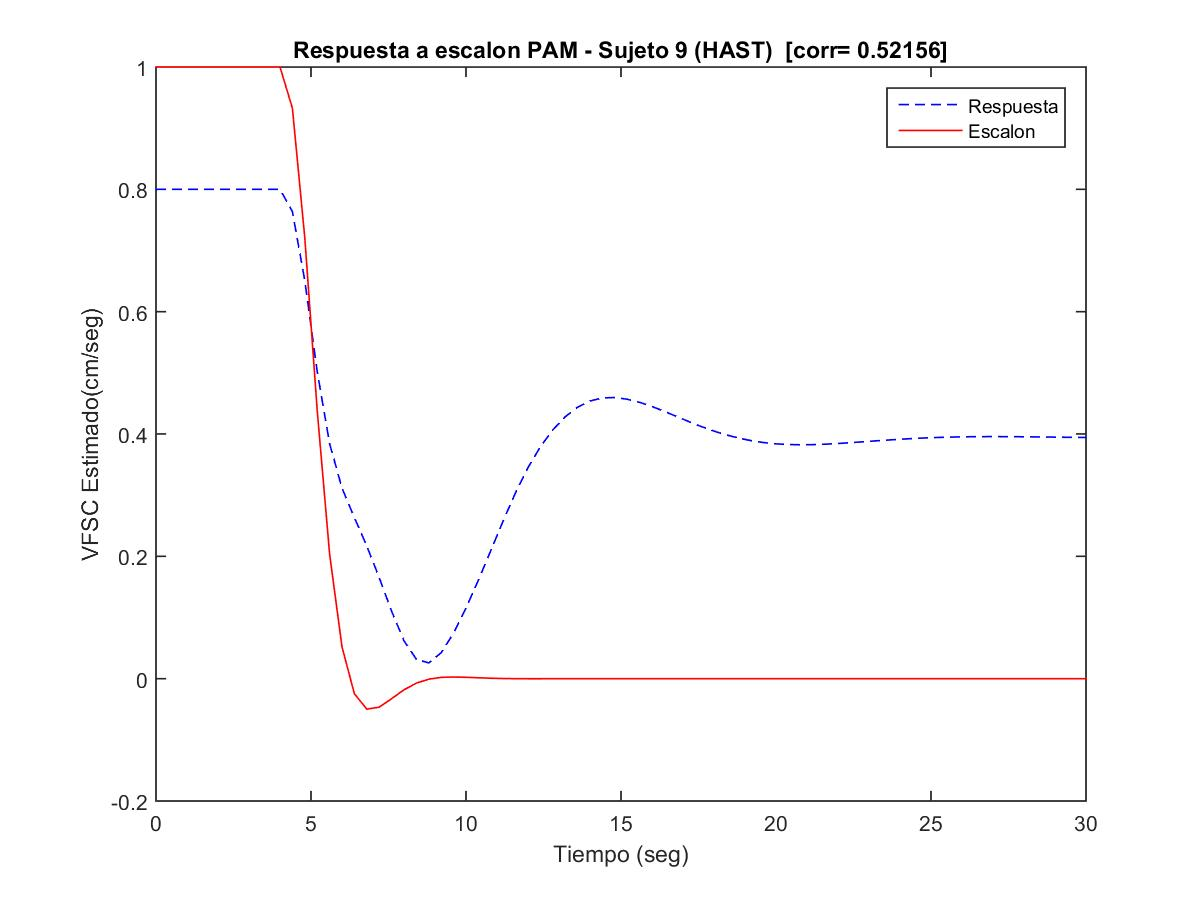 Respuesta a escalon PAM - Sujeto 9 (HAST)  [corr= 0.52156]
Respuesta
Escalon
1
0.8
0.6
0.4
0.2
0
-0.2
VFSC Estimado(cm/seg)
0 5 10 15 20 25 30
Tiempo (seg)